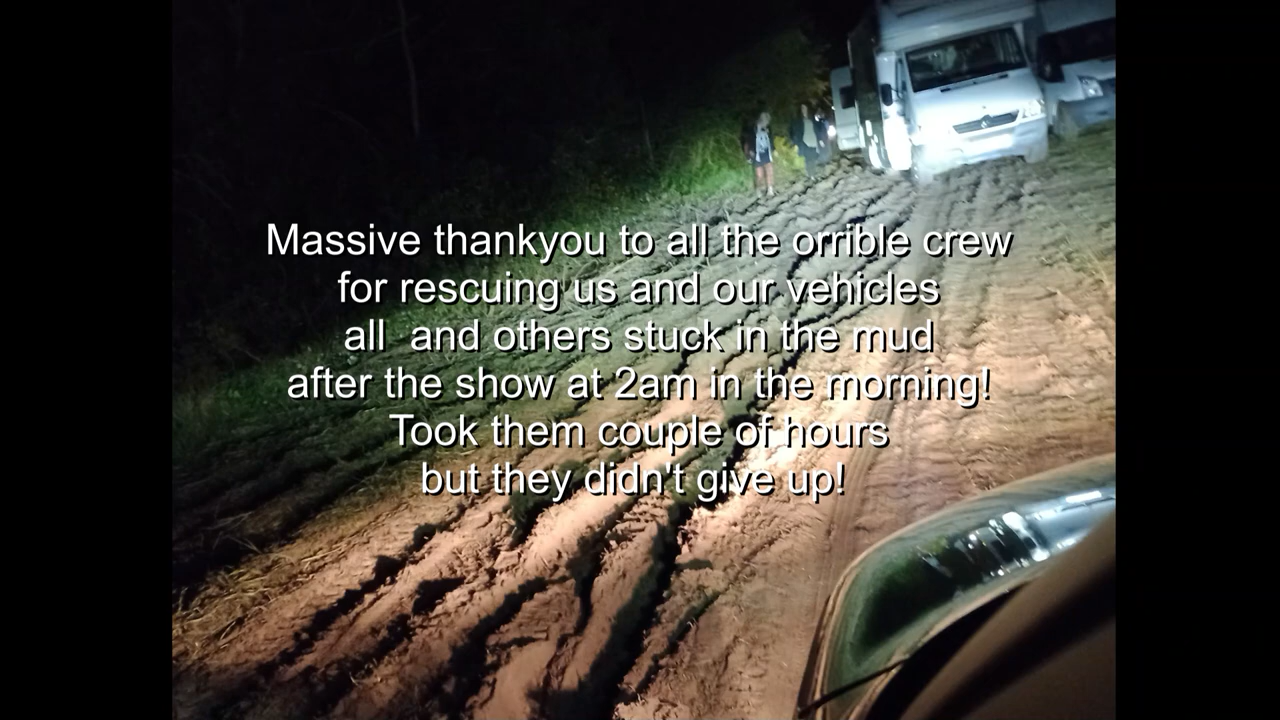 Massive thankyou to all the orrible crew
for rescuing us and our vehicles
all  and others stuck in the mud
after the show at 2am in the morning!
Took them couple of hours
but they didn't give up!